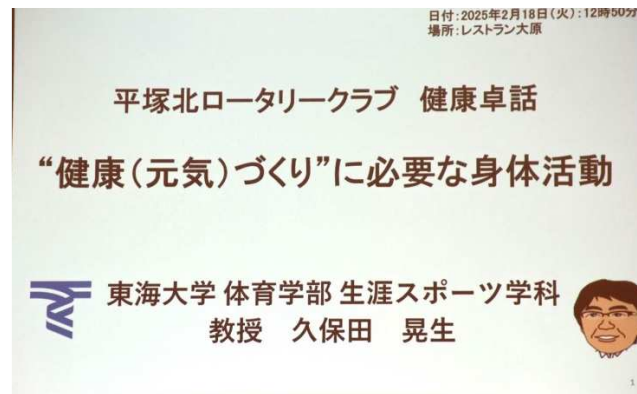 日付:2025年2月18日(火):12時50分
場所:レストラン大原
平塚北ロータリークラブ 健康卓話
“健康(元気)づくり”に必要な身体活動
東海大学 体育学部 生涯スポーツ学科
教授 久保田 晃生
1